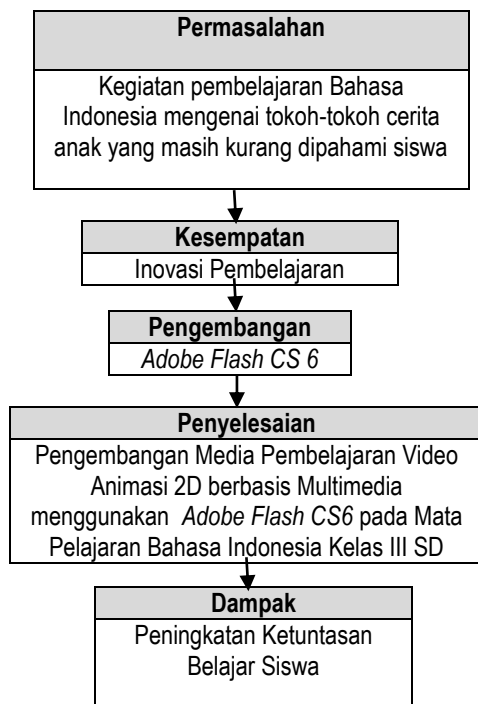 Permasalahan
Kegiatan pembelajaran Bahasa
Indonesia mengenai tokoh-tokoh cerita
anak yang masih kurang dipahami siswa
Kesempatan
Inovasi Pembelajaran
Pengembangan
Adobe Flash CS 6
Penyelesaian
Pengembangan Media Pembelajaran Video
Animasi 2D berbasis Multimedia
menggunakan Adobe Flash CS6 pada Mata
Pelajaran Bahasa Indonesia Kelas III SD
Dampak
Peningkatan Ketuntasan
Belajar Siswa